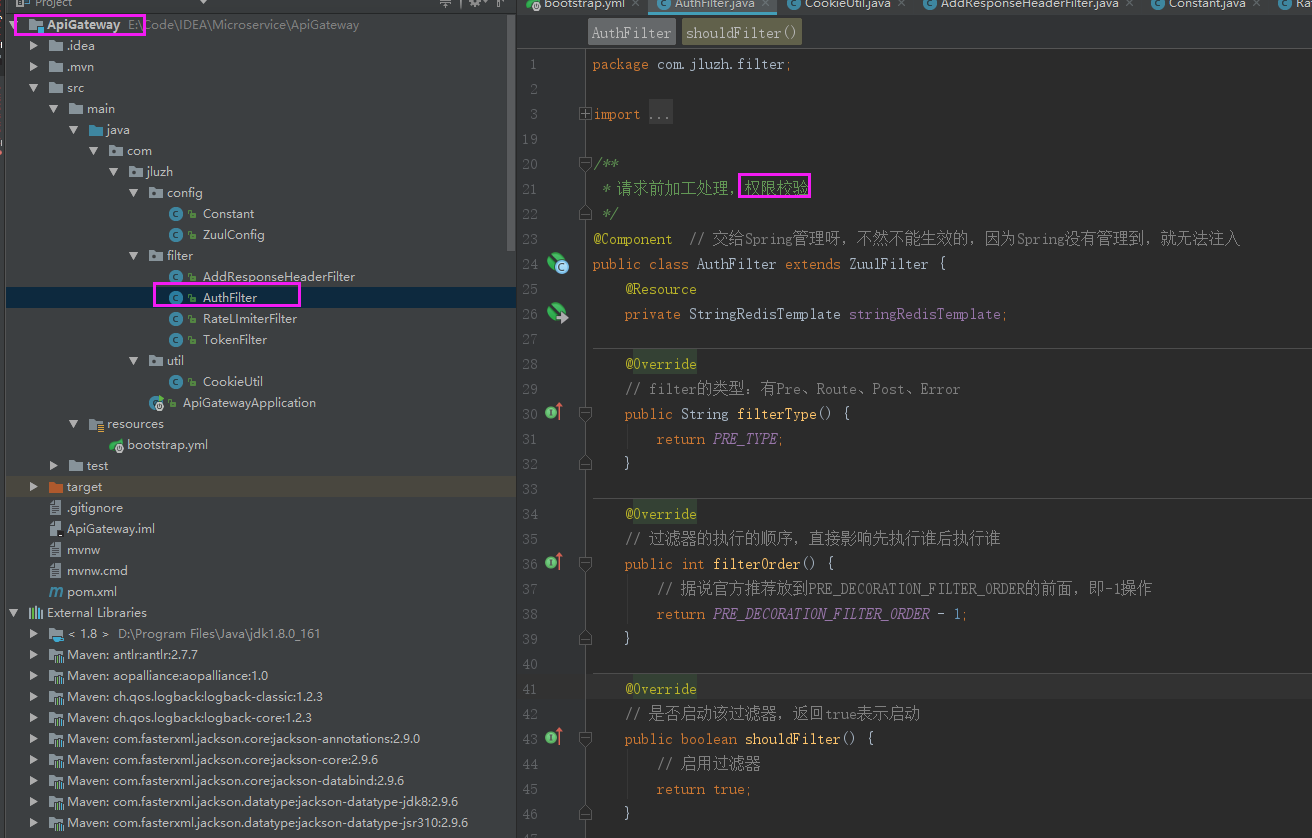 Project
ApiGateway E:\Code\IDEA\Microservice\ApiGateway
.idea
.mvn
src
main
java
com
jluzh
config
Constant
ZuulConfig
filter
AddResponseHeaderFilter
AuthFilter
RateLImiterFilter
TokenFilter
util
CookieUtil
ApiGatewayApplication
resources
bootstrap.yml
test
target
.gitignore
ApiGateway.iml
mvnw
mvnw.cmd
pom.xml
External Libraries
< 1.8 > D:\Program Files\Java\jdk1.8.0_161
Maven: antlr:antlr:2.7.7
Maven: aopalliance:aopalliance:1.0
Maven: ch.qos.logback:logback-classic:1.2.3
Maven: ch.qos.logback:logback-core:1.2.3
Maven: com.fasterxml.jackson.core:jackson-annotations:2.9.0
Maven: com.fasterxml.jackson.core:jackson-core:2.9.6
Maven: com.fasterxml.jackson.core:jackson-databind:2.9.6
Maven: com.fasterxml.jackson.datatype:jackson-datatype-jdk8:2.9.6
Maven: com.fasterxml.jackson.datatype:jackson-datatype-jsr310:2.9.6
bootstrap.yml AuthFilter.java CookieUtil.java AddResponseHeaderFilter.java Constant.java
AuthFilter shouldFilter()
1 package com.jluzh.filter;
2
3 import ...
19
20 /**
21 * 请求前加工处理，权限校验
22 */
23 @Component // 交给Spring管理呀，不然不能生效的，因为Spring没有管理到，就无法注入
24 public class AuthFilter extends ZuulFilter {
25 @Resource
26 private StringRedisTemplate stringRedisTemplate;
27
28 @Override
29 // filter的类型：有Pre、Route、Post、Error
30 public String filterType() {
31 return PRE_TYPE;
32 }
33
34 @Override
35 // 过滤器的执行的顺序，直接影响先执行谁后执行谁
36 public int filterOrder() {
37 // 据说官方推荐放到PRE_DECORATION_FILTER_ORDER的前面，即-1操作
38 return PRE_DECORATION_FILTER_ORDER - 1;
39 }
40
41 @Override
42 // 是否启动该过滤器，返回true表示启动
43 public boolean shouldFilter() {
44 // 启用过滤器
45 return true;
46 }